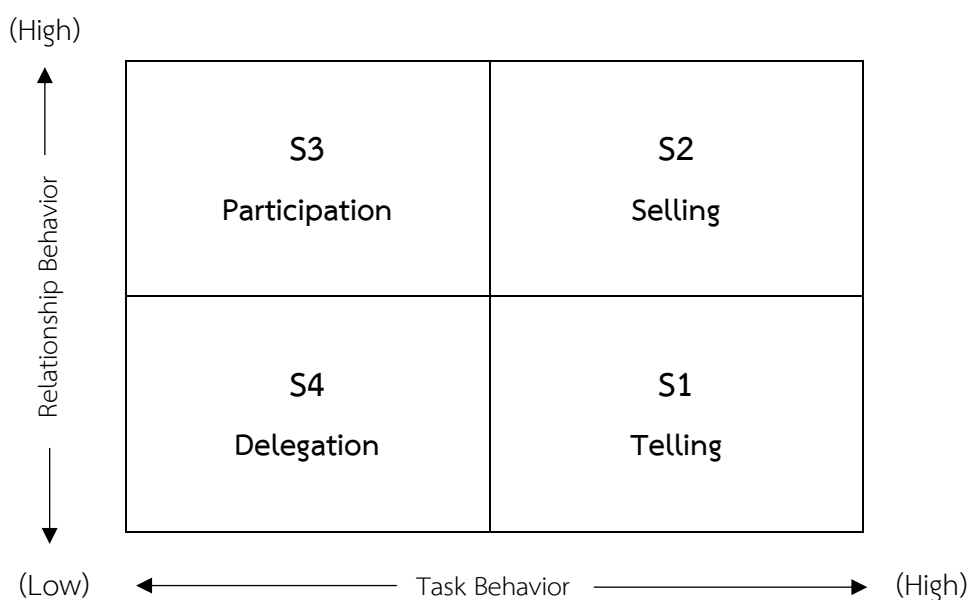 (High)
S3
Participation
S2
Selling
Relationship Behavior
S4
Delegation
S1
Telling
(Low)
Task Behavior
(High)